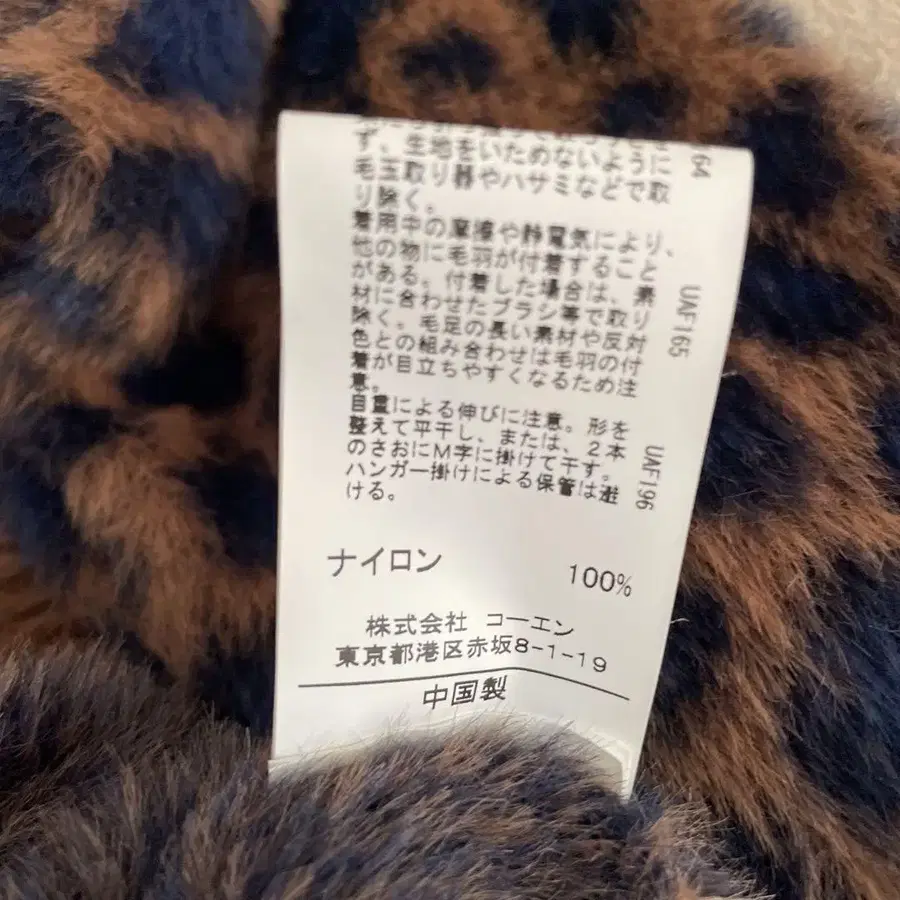 ず、生地をいためないように
毛玉取り器やハサミなどで取
り除く。
着用中の摩擦や静電気により、
他の物に毛羽が付着すること
がある。付着した場合は、素
材に合わせたブラシ等で取り
除く。毛足の長い素材や反対
色との組み合わせは毛羽の付
着が目立ちやすくなるため注
意。
自重による伸びに注意。形を
整えて平干し、または、2本
のさおにM字に掛けて干す。
ハンガー掛けによる保管は避
ける。
64
UAF165
UAF196
ナイロン 100%
株式会社 コーエン
東京都港区赤坂8-1-19
中国製